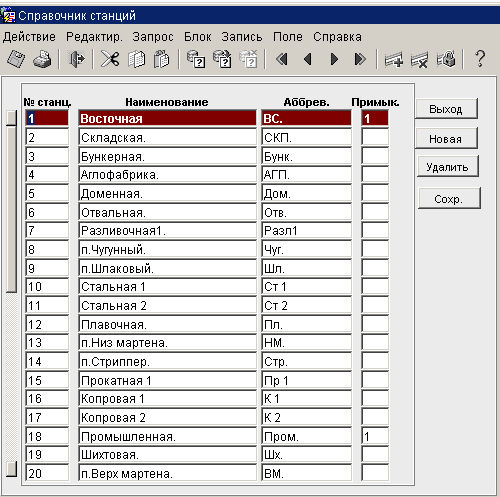 Справочник станций
Действие Редактир. Запрос Блок Запись Поле Справка
№ станц. Наименование Аббрев. Примык.
1 Восточная ВС. 1
Выход
2 Складская. СКП.
Новая
3 Бункерная. Бунк.
4 Аглофабрика. АГП.
Удалить
5 Доменная. Дом.
Сохр.
6 Отвальная. Отв.
7 Разливочная1. Разл1
8 п.Чугунный. Чуг.
9 п.Шлаковый. Шл.
10 Стальная 1 Ст 1
11 Стальная 2 Ст 2
12 Плавочная. Пл.
13 п.Низ мартена. НМ.
14 п.Стриппер. Стр.
15 Прокатная 1 Пр 1
16 Копровая 1 К 1
17 Копровая 2 К 2
18 Промышленная. Пром. 1
19 Шихтовая. Шх.
20 п.Верх мартена. ВМ.